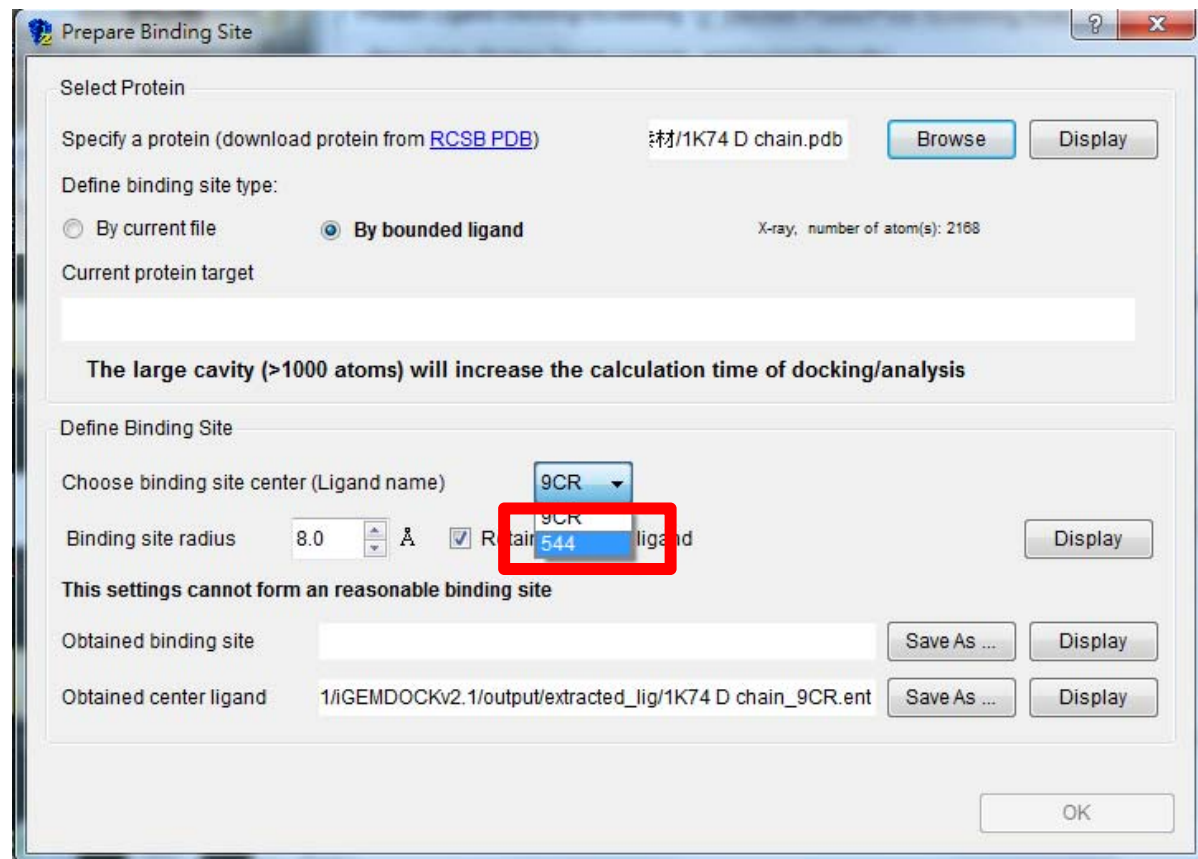 Prepare Binding Site
Select Protein
Specify a protein (download protein from RCSB PDB) 材/1K74 D chain.pdb Browse Display
Define binding site type:
By current file By bounded ligand X-ray, number of atom(s): 2168
Current protein target
The large cavity (>1000 atoms) will increase the calculation time of docking/analysis
Define Binding Site
Choose binding site center (Ligand name) 9CR
9CR
Binding site radius 8.0 Å 544 ligand Display
This settings cannot form an reasonable binding site
Obtained binding site Save As ... Display
Obtained center ligand 1/iGEMDOCKv2.1/output/extracted_lig/1K74 D chain_9CR.ent Save As ... Display
OK